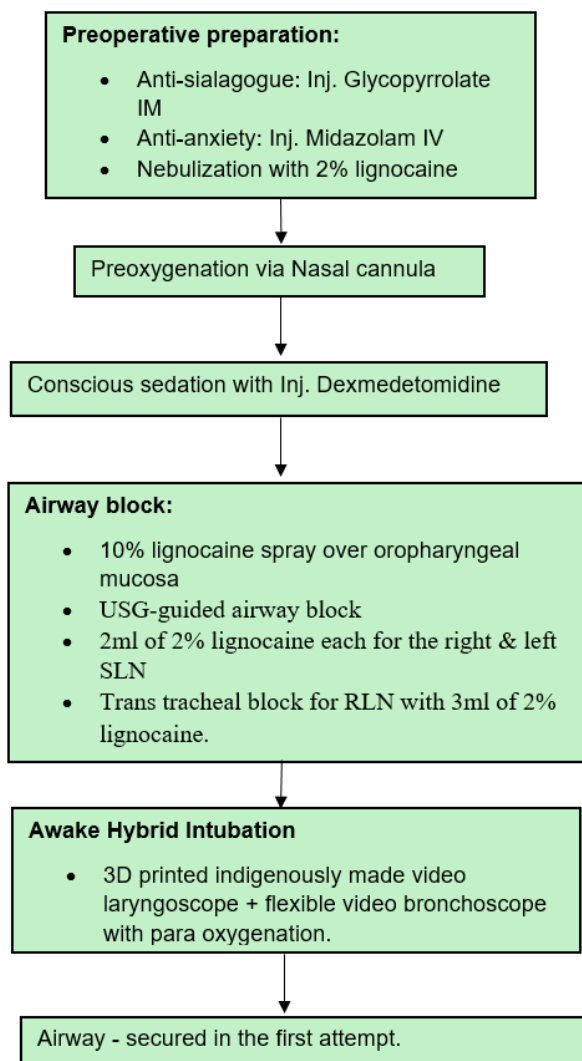 Preoperative preparation:
• Anti-sialagogue: Inj. Glycopyrrolate
IM
• Anti-anxiety: Inj. Midazolam IV
• Nebulization with 2% lignocaine
Preoxygenation via Nasal cannula
Conscious sedation with Inj. Dexmedetomidine
Airway block:
• 10% lignocaine spray over oropharyngeal
mucosa
• USG-guided airway block
• 2ml of 2% lignocaine each for the right & left
SLN
• Trans tracheal block for RLN with 3ml of 2%
lignocaine.
Awake Hybrid Intubation
• 3D printed indigenously made video
laryngoscope + flexible video bronchoscope
with para oxygenation.
Airway - secured in the first attempt.